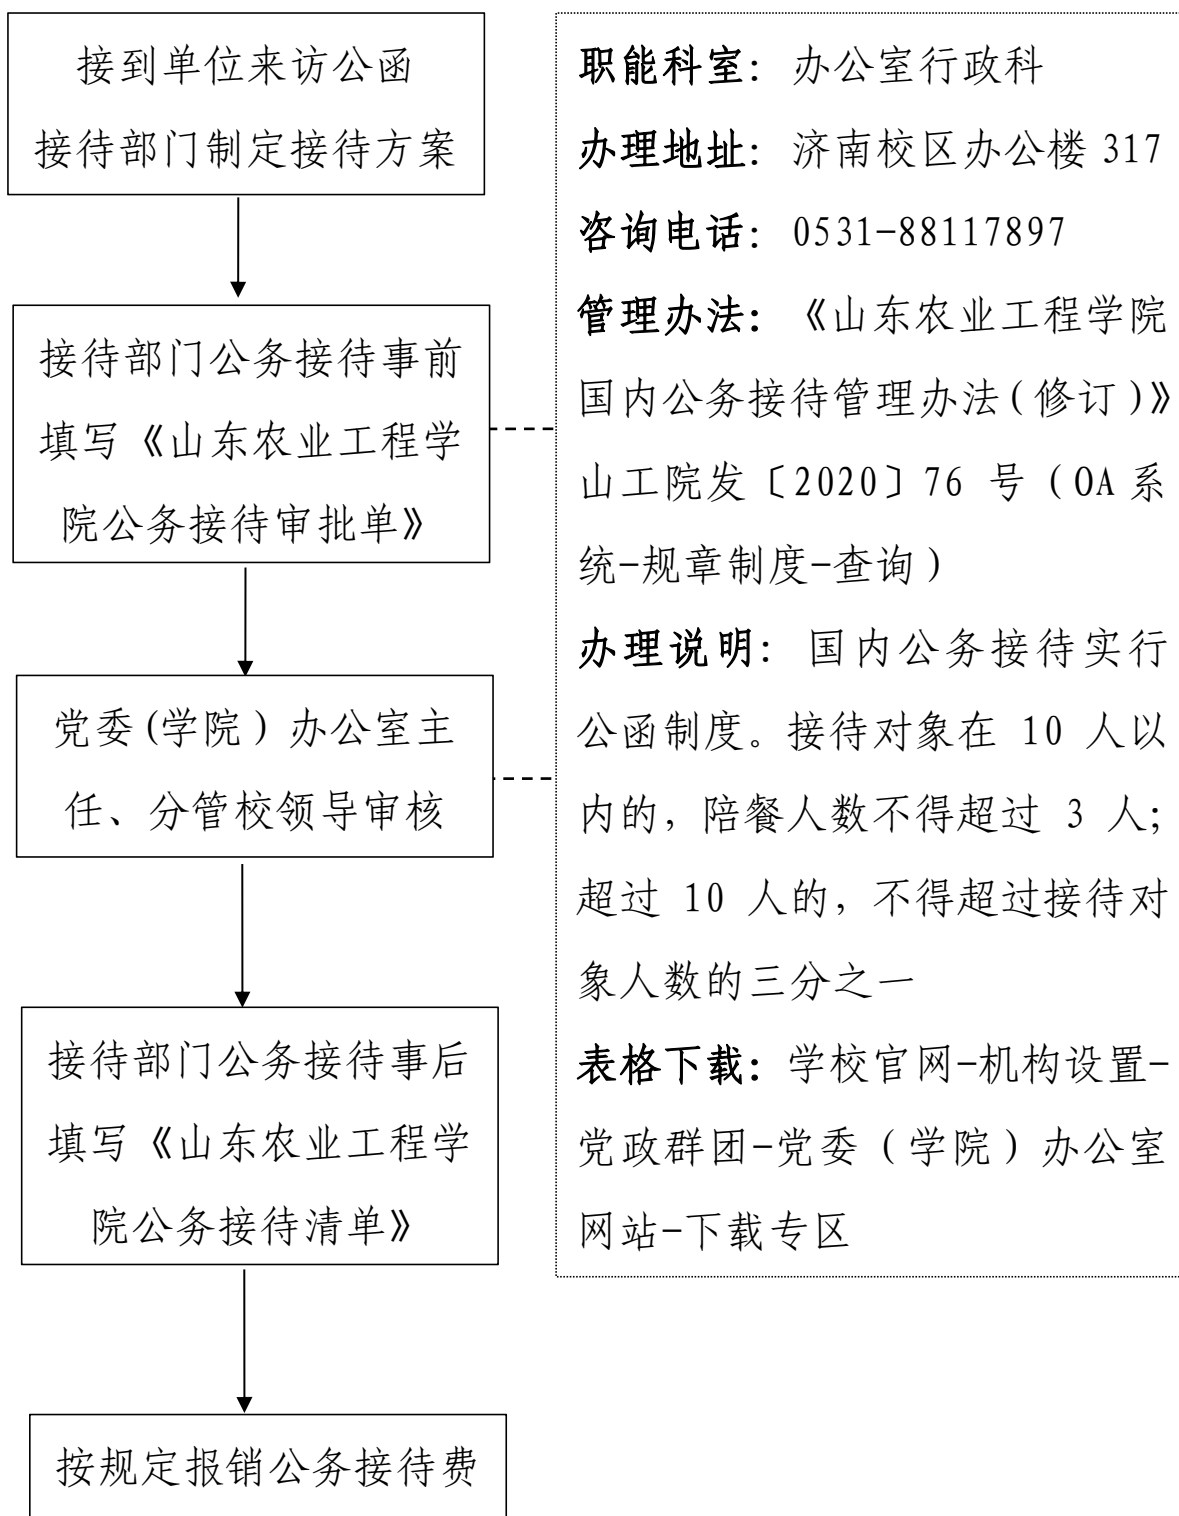 接到单位来访公函
接待部门制定接待方案
接待部门公务接待事前
填写《山东农业工程学
院公务接待审批单》
党委(学院）办公室主
任、分管校领导审核
接待部门公务接待事后
填写《山东农业工程学
院公务接待清单》
按规定报销公务接待费
职能科室：办公室行政科
办理地址：济南校区办公楼 317
咨询电话：0531-88117897
管理办法：《山东农业工程学院
国内公务接待管理办法(修订)》
山工院发〔2020〕76 号（OA 系
统-规章制度-查询）
办理说明：国内公务接待实行
公函制度。接待对象在 10 人以
内的，陪餐人数不得超过 3 人；
超过 10 人的，不得超过接待对
象人数的三分之一
表格下载：学校官网-机构设置-
党政群团-党委（学院）办公室
网站-下载专区